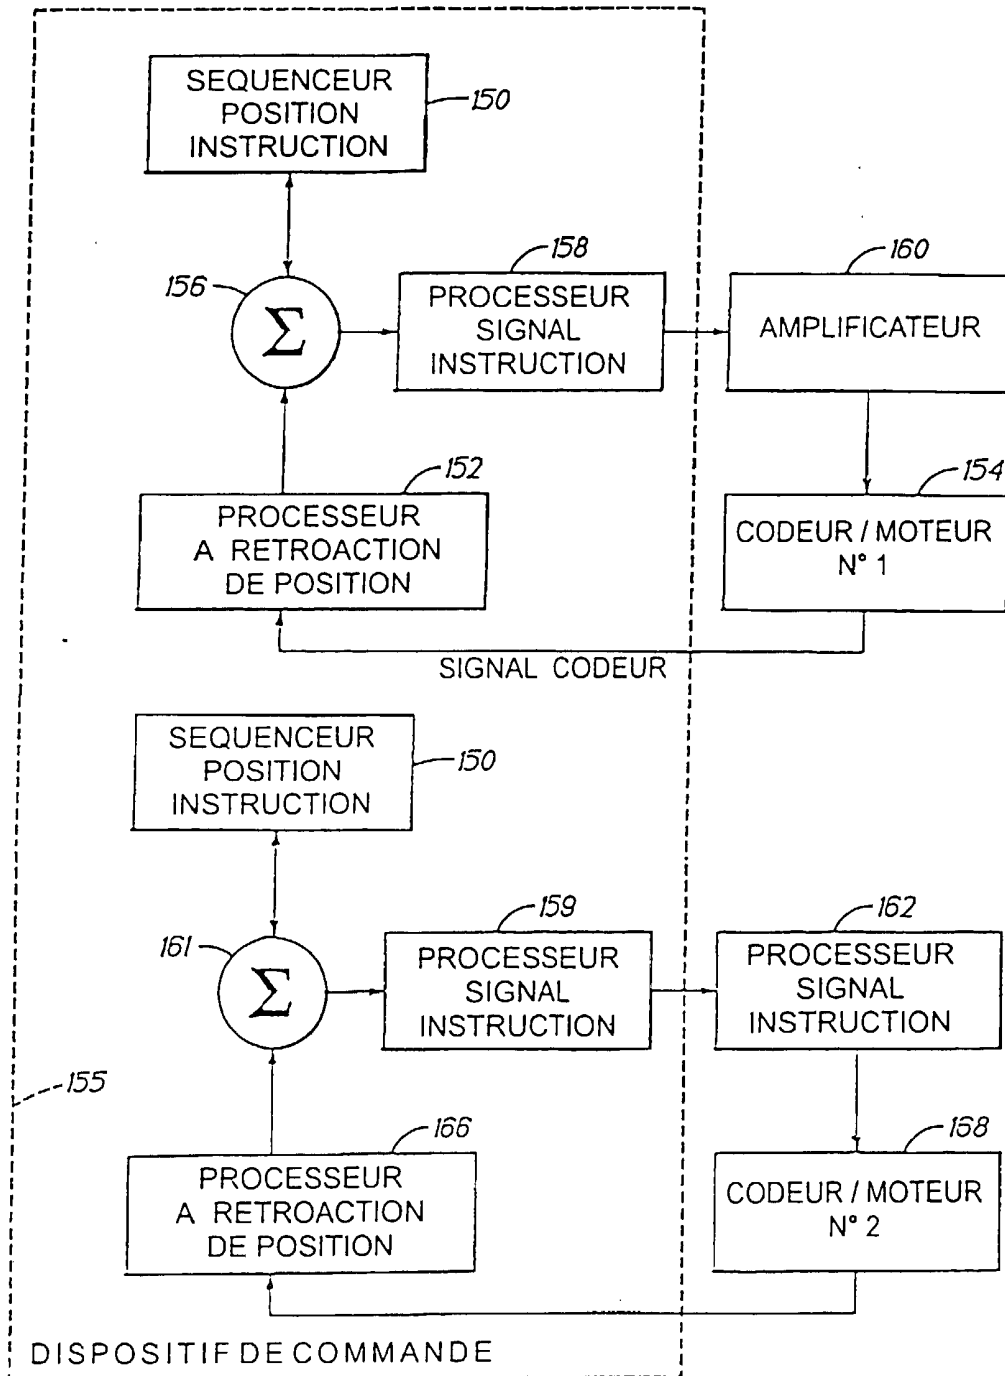 SEQUENCEUR
POSITION
INSTRUCTION
150
156
Σ
158
PROCESSEUR
SIGNAL
INSTRUCTION
160
AMPLIFICATEUR
152
PROCESSEUR
A RETROACTION
DE POSITION
154
CODEUR / MOTEUR
N° 1
SIGNAL CODEUR
SEQUENCEUR
POSITION
INSTRUCTION
150
161
Σ
159
PROCESSEUR
SIGNAL
INSTRUCTION
162
PROCESSEUR
SIGNAL
INSTRUCTION
155
166
PROCESSEUR
A RETROACTION
DE POSITION
168
CODEUR / MOTEUR
N° 2
DISPOSITIF DE COMMANDE